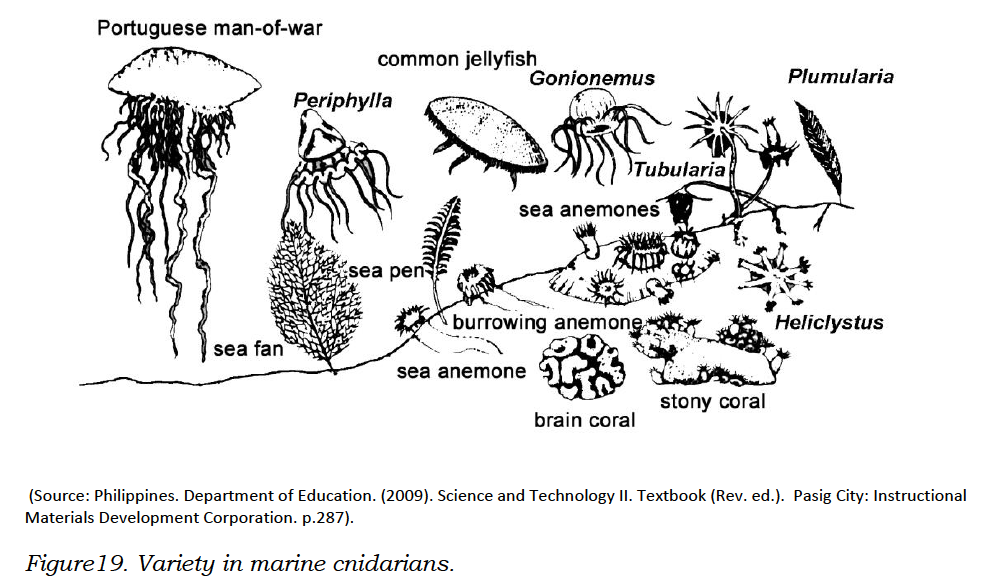 Portuguese man-of-war
common jellyfish
Gonionemus
Plumularia
Periphylla
Tubularia
sea anemones
sea pen
burrowing anemone
Heliclystus
sea fan
sea anemone
stony coral
brain coral
(Source: Philippines. Department of Education. (2009). Science and Technology II. Textbook (Rev. ed.). Pasig City: Instructional
Materials Development Corporation. p.287).
Figure19. Variety in marine cnidarians.